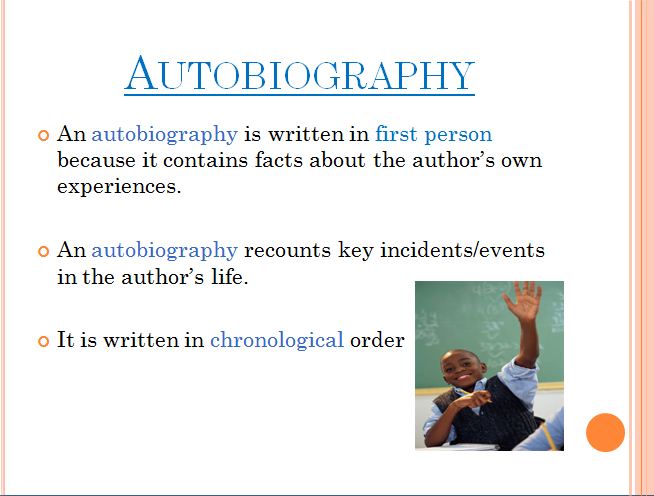 AUTOBIOGRAPHY
An autobiography is written in first person
because it contains facts about the author's own
experiences.
An autobiography recounts key incidents/events
in the author's life.
It is written in chronological order